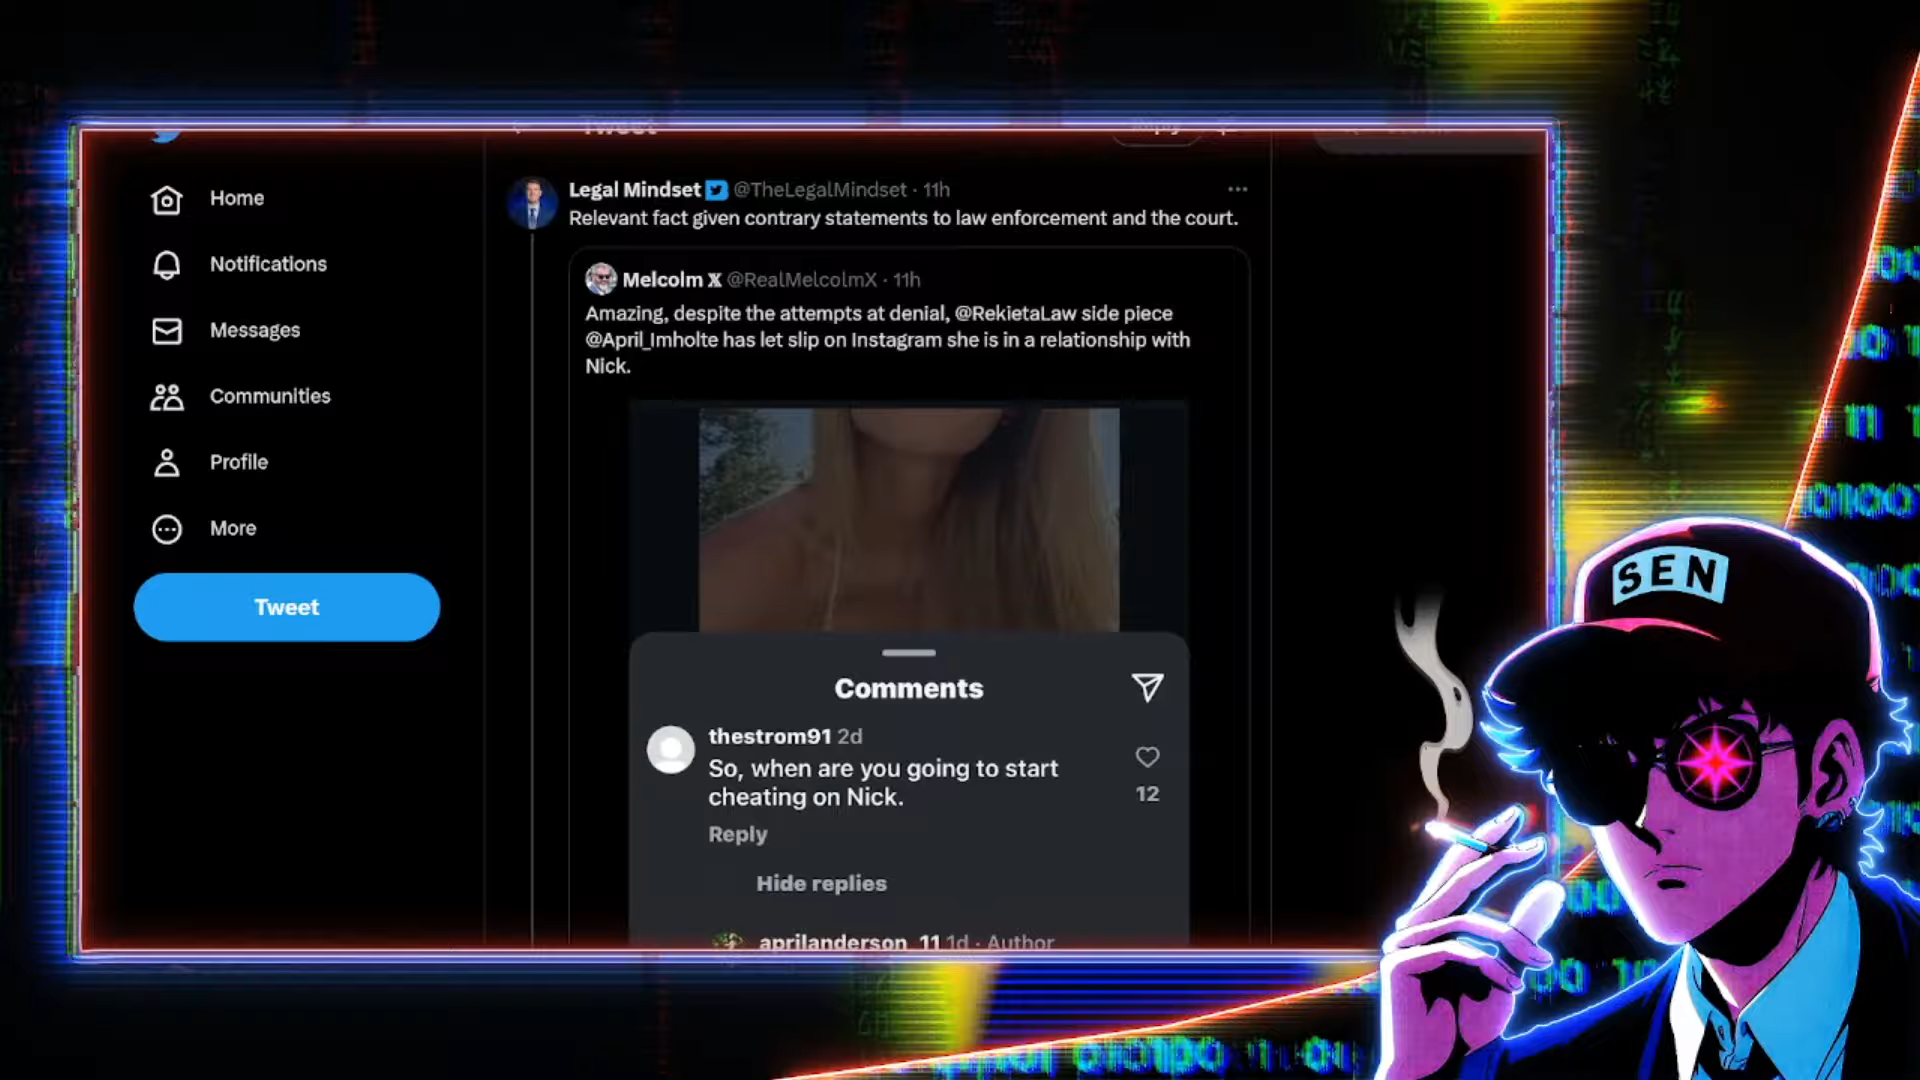 Tweet
Home
Notifications
Messages
Communities
Profile
More
Tweet
Legal Mindset @TheLegalMindset · 11h
Relevant fact given contrary statements to law enforcement and the court.
Melcolm X @RealMelcolmX · 11h
Amazing, despite the attempts at denial, @RekietaLaw side piece
@April_Imholte has let slip on Instagram she is in a relationship with
Nick.
Comments
thestrom91 2d
So, when are you going to start
cheating on Nick.
12
Reply
Hide replies
aprilanderson_11 1d · Author
SEN